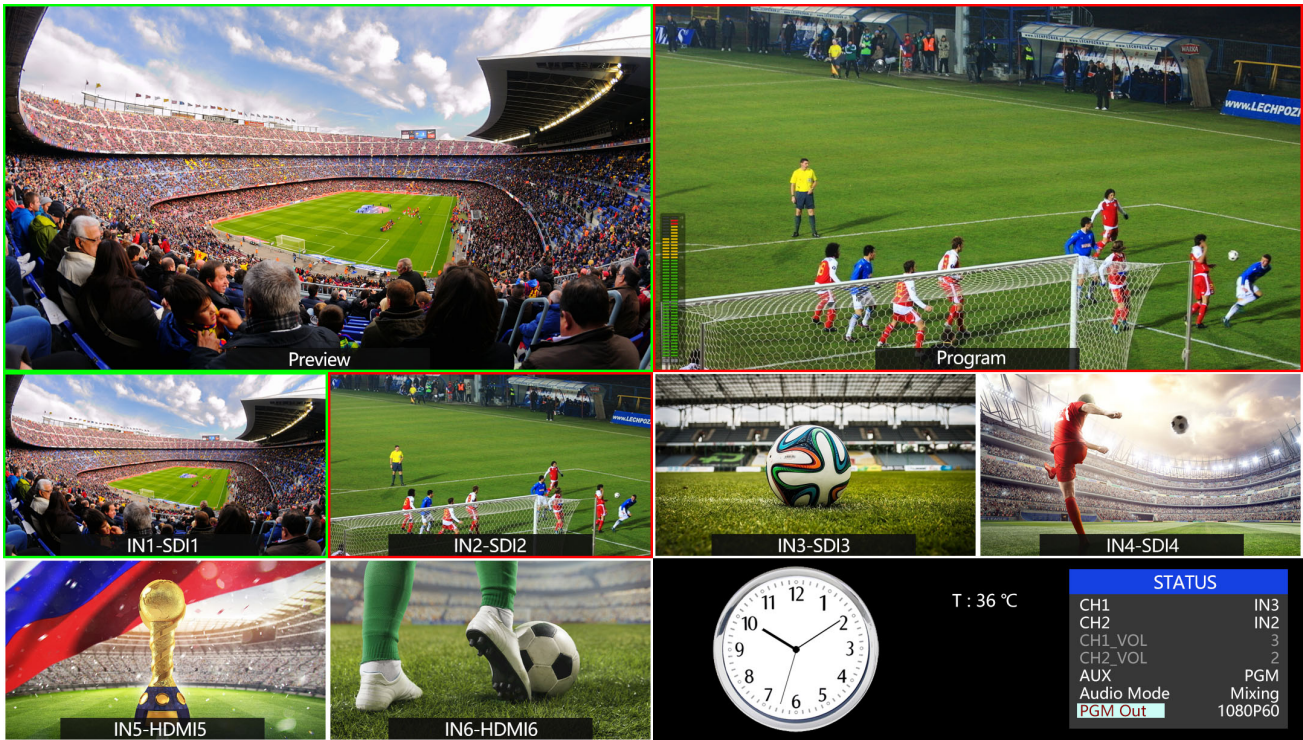 WWW.LECHPOZ
Preview
Program
WWW.LECHPOZ
IN1-SDI1
IN2-SDI2
IN3-SDI3
IN4-SDI4
12
11 1
10 2
9 3
8 4
7 5
6
T : 36 ℃
STATUS
CH1 IN3
CH2 IN2
CH1_VOL 3
CH2_VOL 2
AUX PGM
Audio Mode Mixing
PGM Out 1080P60
IN5-HDMI5
IN6-HDMI6